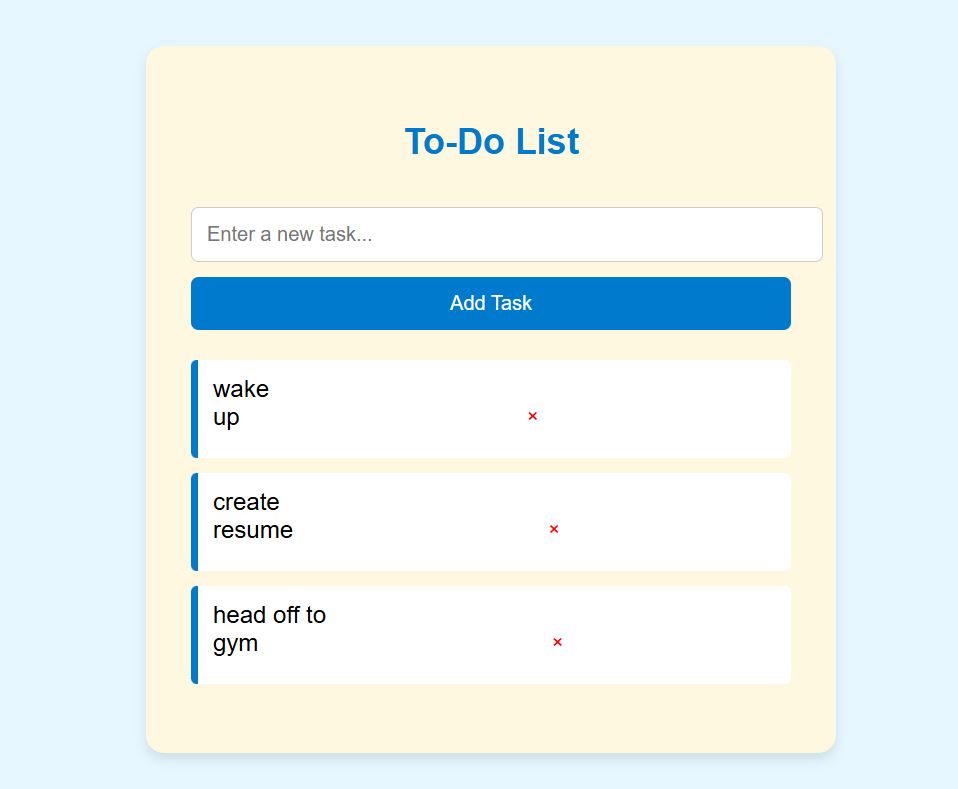 To-Do List
Enter a new task...
Add Task
wake
up ×
create
resume ×
head off to
gym ×